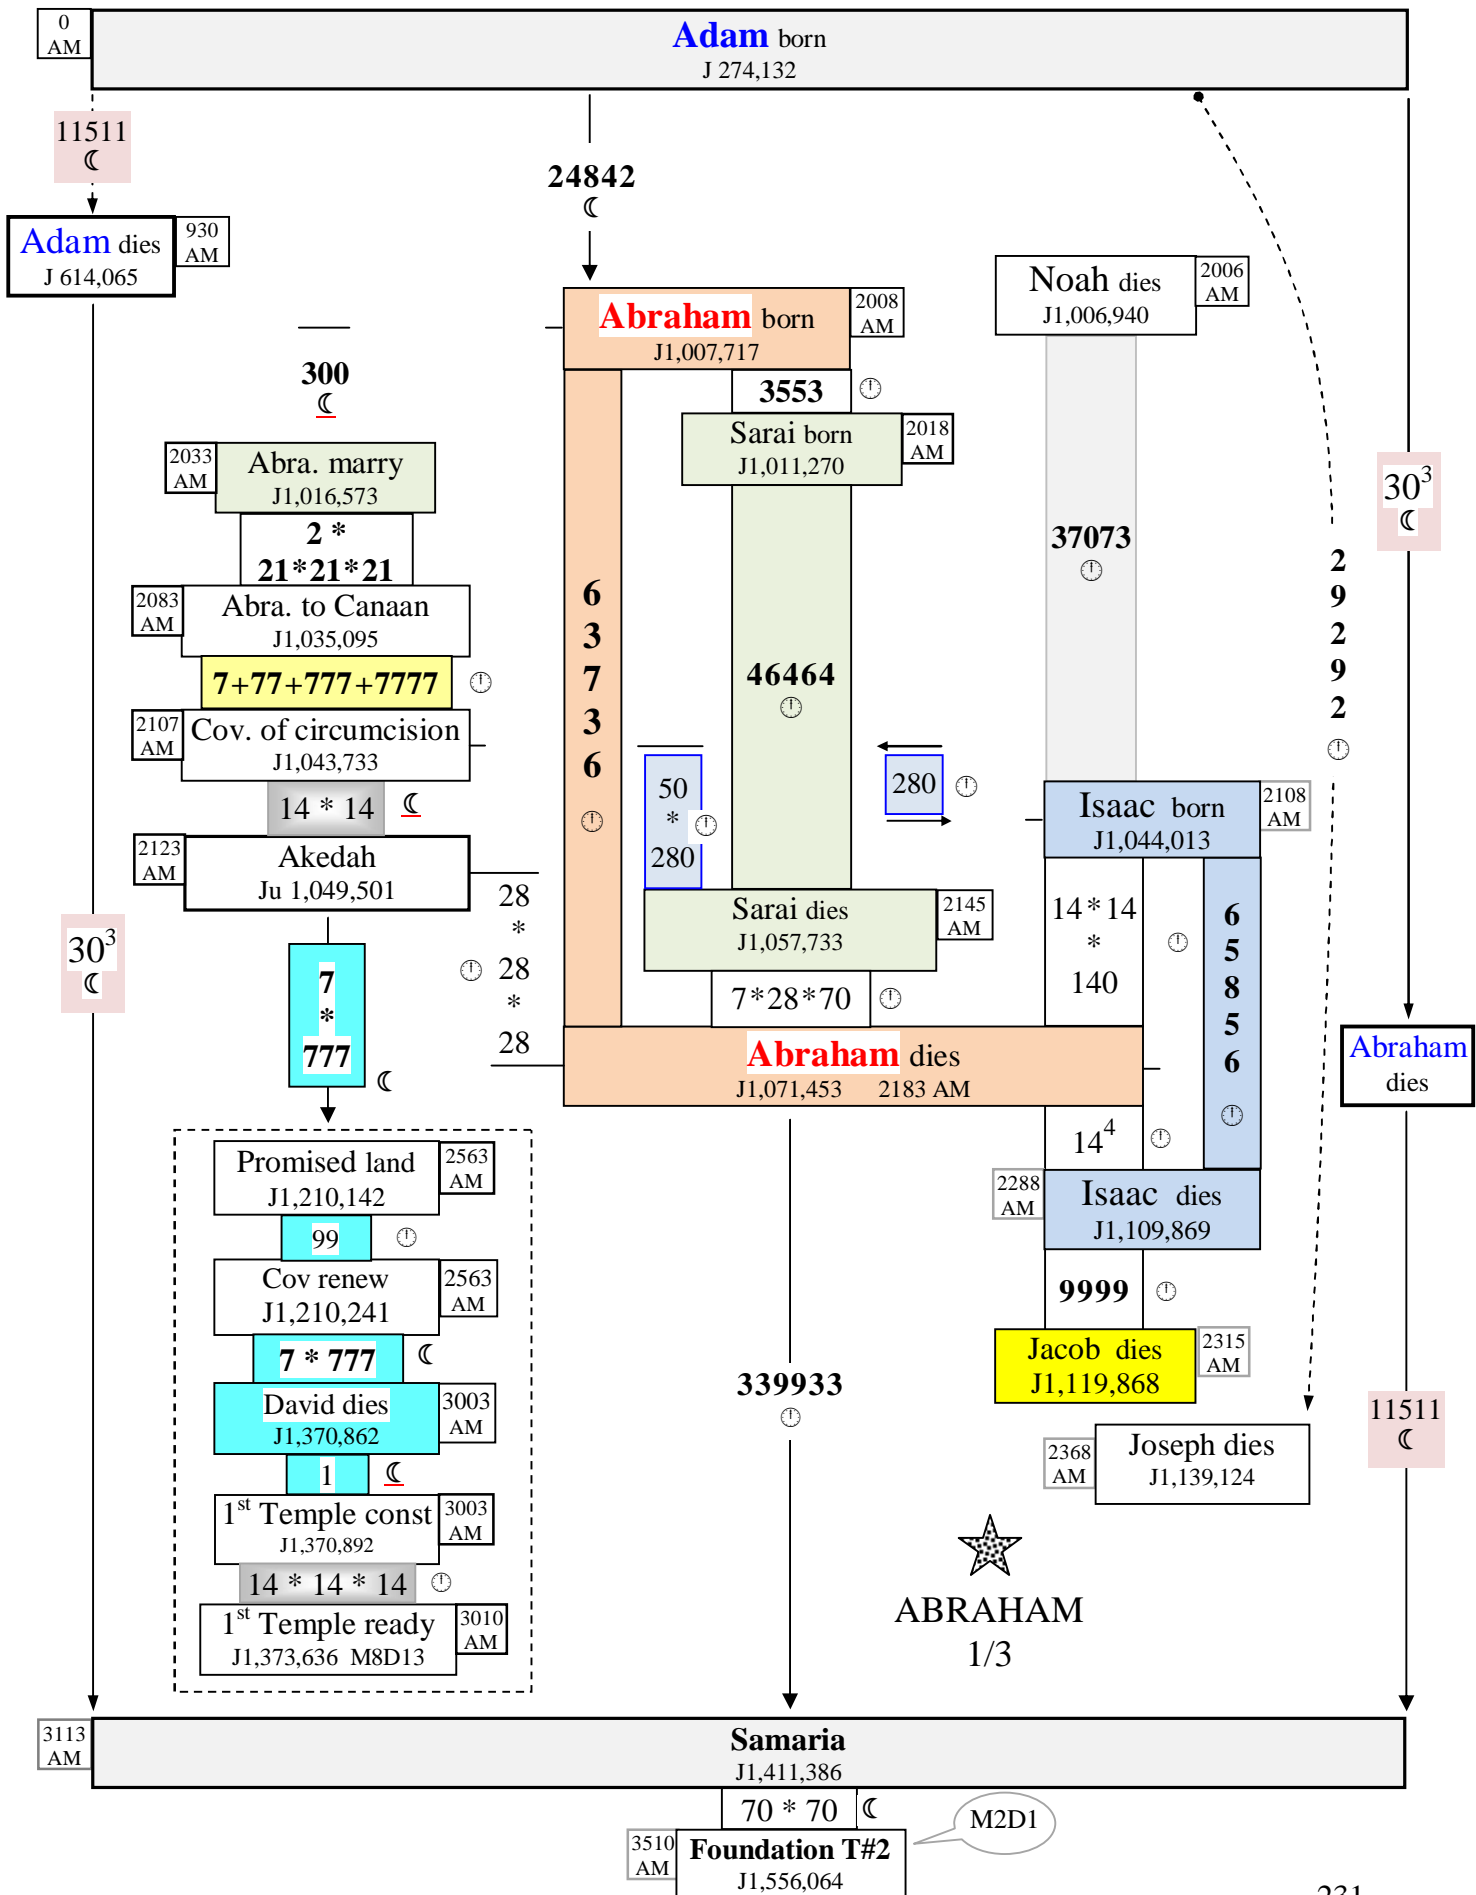 0
AM
Adam born
J 274,132
11511
☾
24842
☾
Adam dies
J 614,065
930
AM
Abraham born
J1,007,717
2008
AM
Noah dies
J1,006,940
2006
AM
300
☾
3553
Sarai born
J1,011,270
2018
AM
2033
AM
Abra. marry
J1,016,573
30³
☾
2 *
21*21*21
37073
2083
AM
Abra. to Canaan
J1,035,095
6
3
7
3
6
2
9
2
9
2
46464
7+77+777+7777
2107
AM
Cov. of circumcision
J1,043,733
50
*
280
280
14 * 14 ☾
Isaac born
J1,044,013
2108
AM
2123
AM
Akedah
Ju 1,049,501
28
*
28
*
28
Sarai dies
J1,057,733
2145
AM
14*14
*
140
6
5
8
5
6
30³
☾
7
*
777
☾
7*28*70
Abraham dies
J1,071,453 2183 AM
Abraham
dies
14⁴
Promised land
J1,210,142
2563
AM
2288
AM
Isaac dies
J1,109,869
99
Cov renew
J1,210,241
2563
AM
9999
7 * 777 ☾
Jacob dies
J1,119,868
2315
AM
339933
David dies
J1,370,862
3003
AM
11511
☾
1 ☾
2368
AM
Joseph dies
J1,139,124
1st Temple const
J1,370,892
3003
AM
14 * 14 * 14
1st Temple ready
J1,373,636 M8D13
3010
AM
ABRAHAM
1/3
3113
AM
Samaria
J1,411,386
70 * 70 ☾
M2D1
3510
AM
Foundation T#2
J1,556,064
231